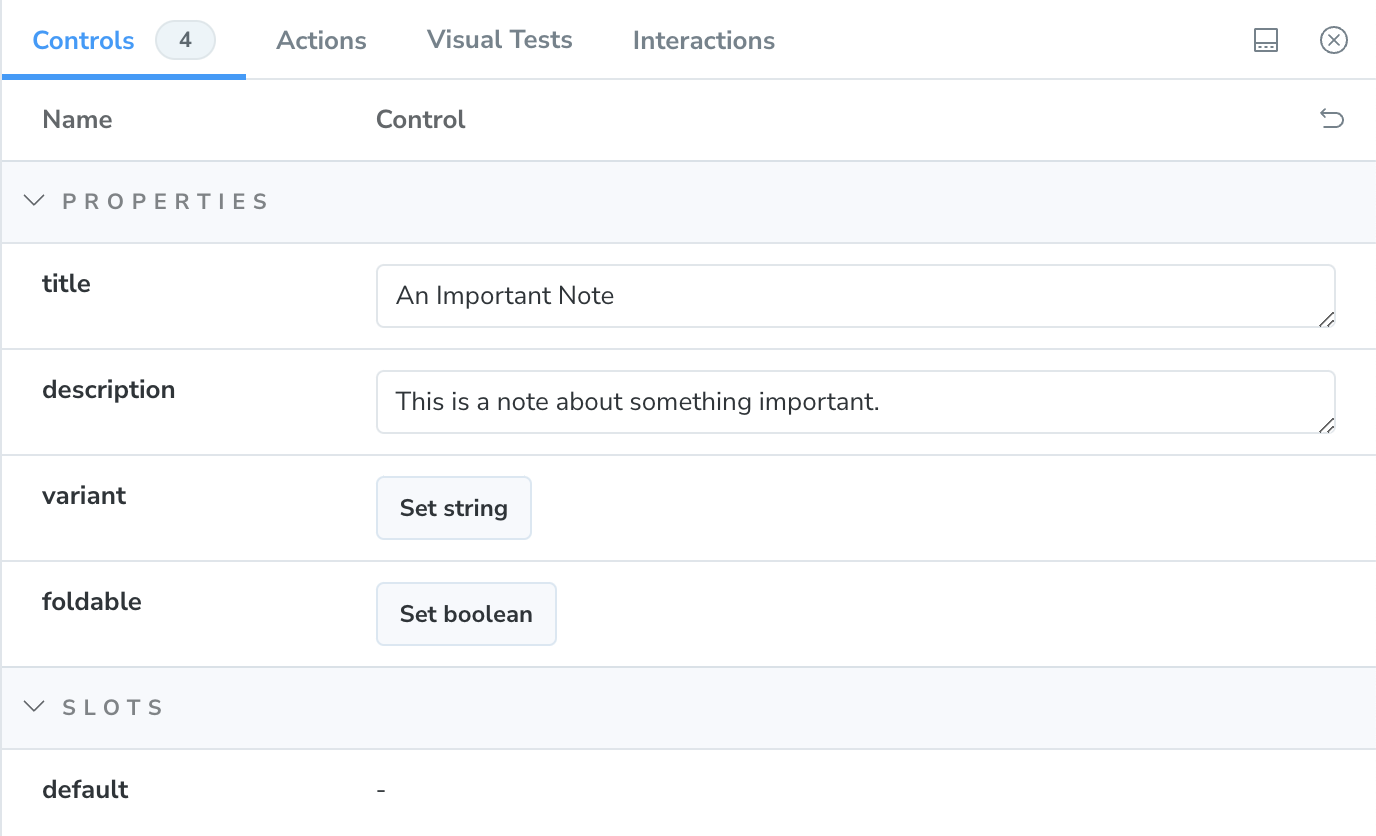 Controls 4 Actions Visual Tests Interactions
Name Control
PROPERTIES
title An Important Note
description This is a note about something important.
variant Set string
foldable Set boolean
SLOTS
default -